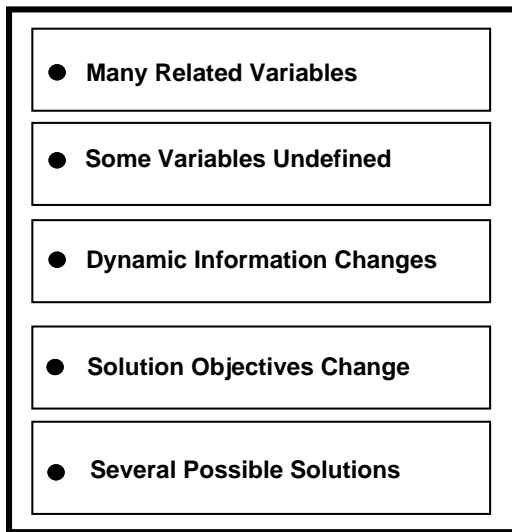 ● Many Related Variables
● Some Variables Undefined
● Dynamic Information Changes
● Solution Objectives Change
● Several Possible Solutions